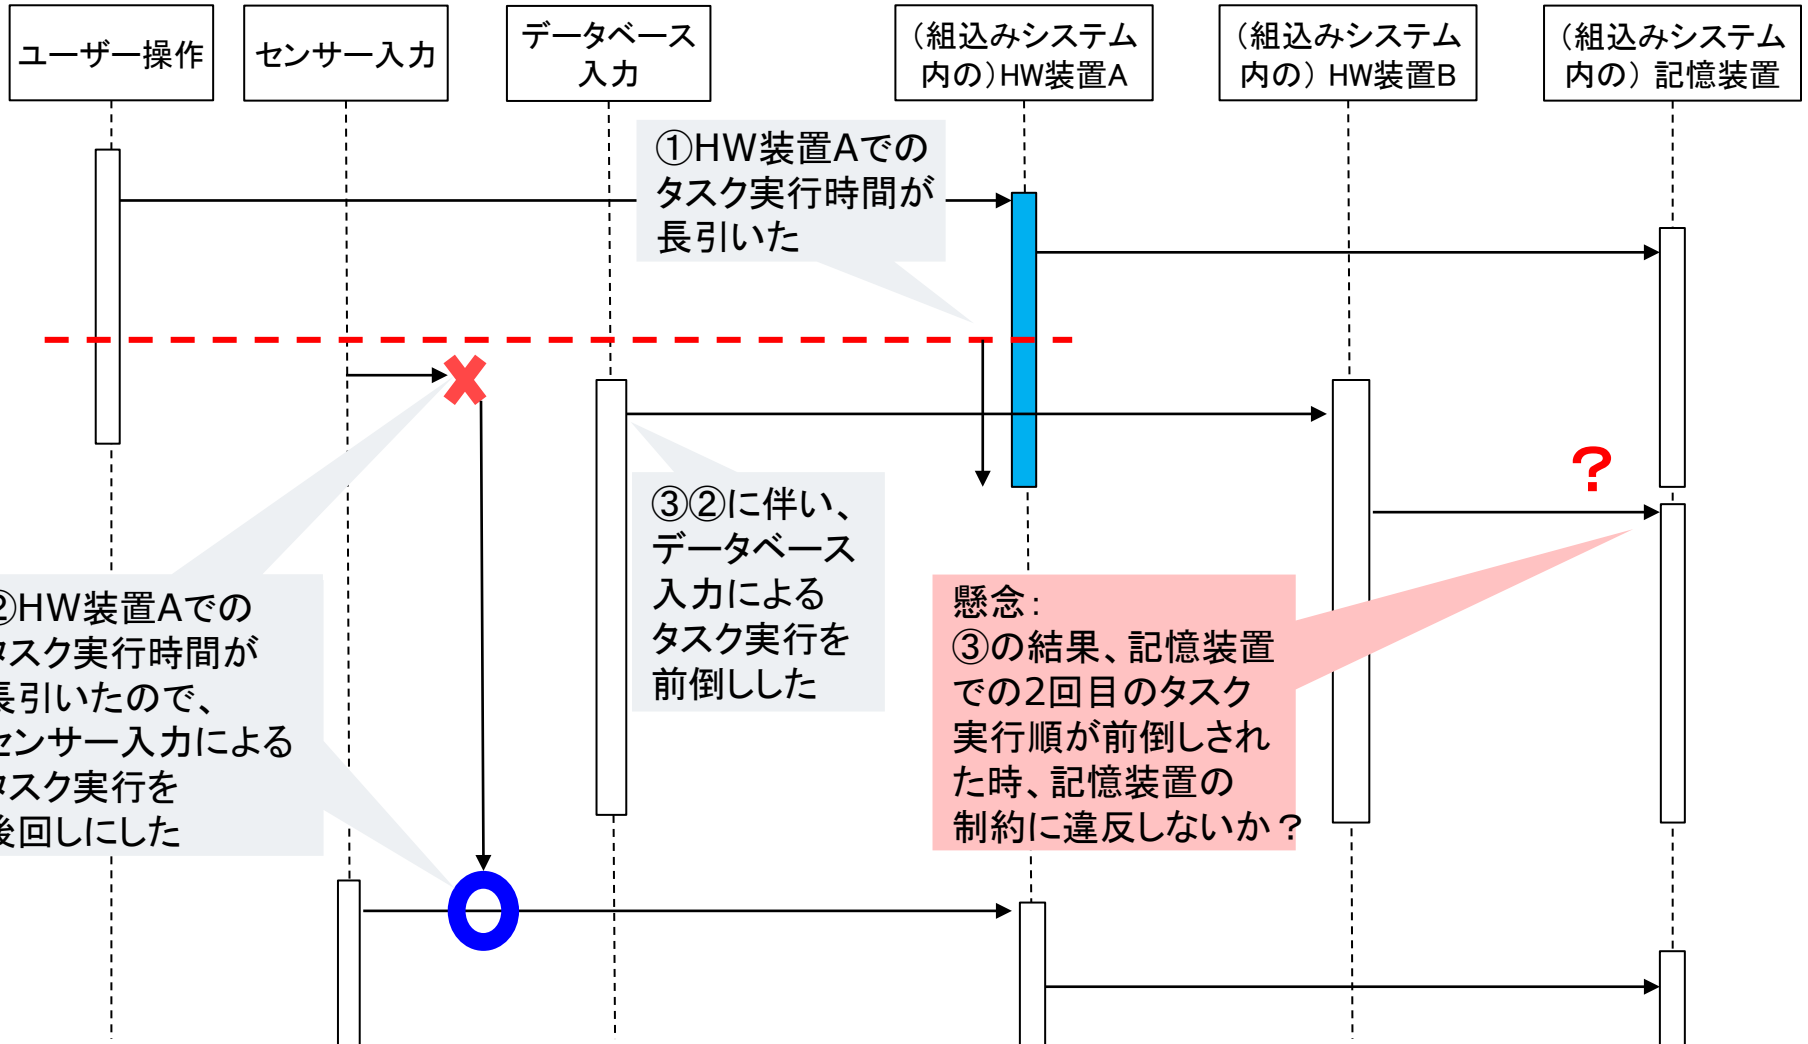 ユーザー操作
センサー入力
データベース
入力
（組込みシステム
内の）HW装置A
（組込みシステム
内の）HW装置B
（組込みシステム
内の）記憶装置
①HW装置Aでの
タスク実行時間が
長引いた
？
③②に伴い、
データベース
入力による
タスク実行を
前倒しした
②HW装置Aでの
タスク実行時間が
長引いたので、
センサー入力による
タスク実行を
後回しにした
懸念：
③の結果、記憶装置
での2回目のタスク
実行順が前倒しされ
た時、記憶装置の
制約に違反しないか？